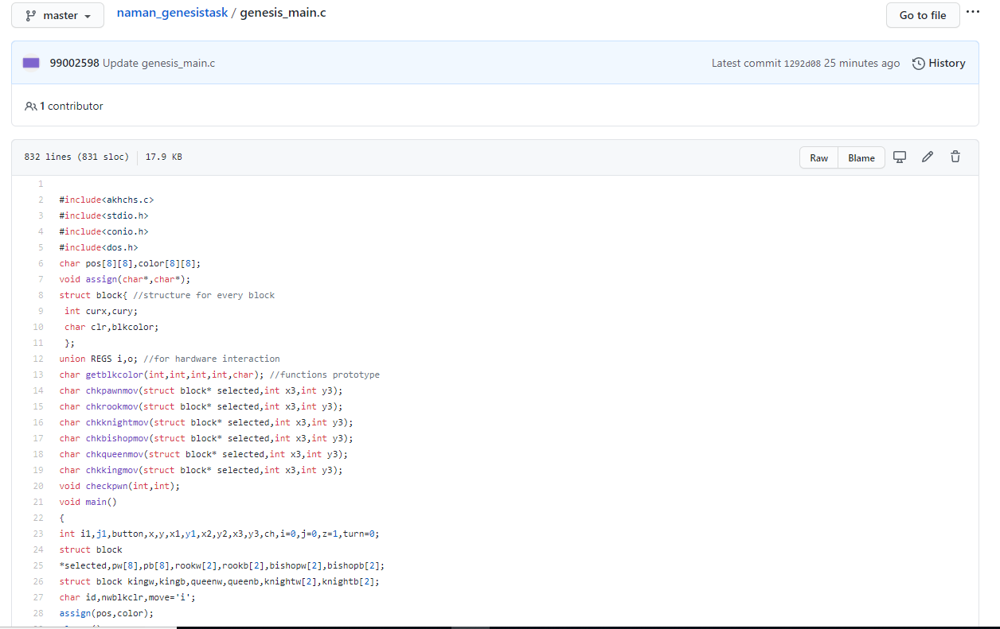 master
naman_genesistask / genesis_main.c
Go to file
...
99002598 Update genesis_main.c
Latest commit 1292d08 25 minutes ago
History
1 contributor
832 lines (831 sloc)
17.9 KB
Raw
Blame
1
2 #include<akhchs.c>
3 #include<stdio.h>
4 #include<conio.h>
5 #include<dos.h>
6 char pos[8][8],color[8][8];
7 void assign(char*,char*);
8 struct block{ //structure for every block
9 int curx,cury;
10 char clr,blkcolor;
11 };
12 union REGS i,o; //for hardware interaction
13 char getblkcolor(int,int,int,int,char); //functions prototype
14 char chkpawnmov(struct block* selected,int x3,int y3);
15 char chkrookmov(struct block* selected,int x3,int y3);
16 char chkknightmov(struct block* selected,int x3,int y3);
17 char chkbishopmov(struct block* selected,int x3,int y3);
18 char chkqueenmov(struct block* selected,int x3,int y3);
19 char chkkingmov(struct block* selected,int x3,int y3);
20 void checkpwn(int,int);
21 void main()
22 {
23 int i1,j1,button,x,y,x1,y1,x2,y2,x3,y3,ch,i=0,j=0,z=1,turn=0;
24 struct block
25 *selected,pw[8],pb[8],rookw[2],rookb[2],bishopw[2],bishopb[2];
26 struct block kingw,kingb,queenw,queenb,knightw[2],knightb[2];
27 char id,nwblkclr,move='i';
28 assign(pos,color);